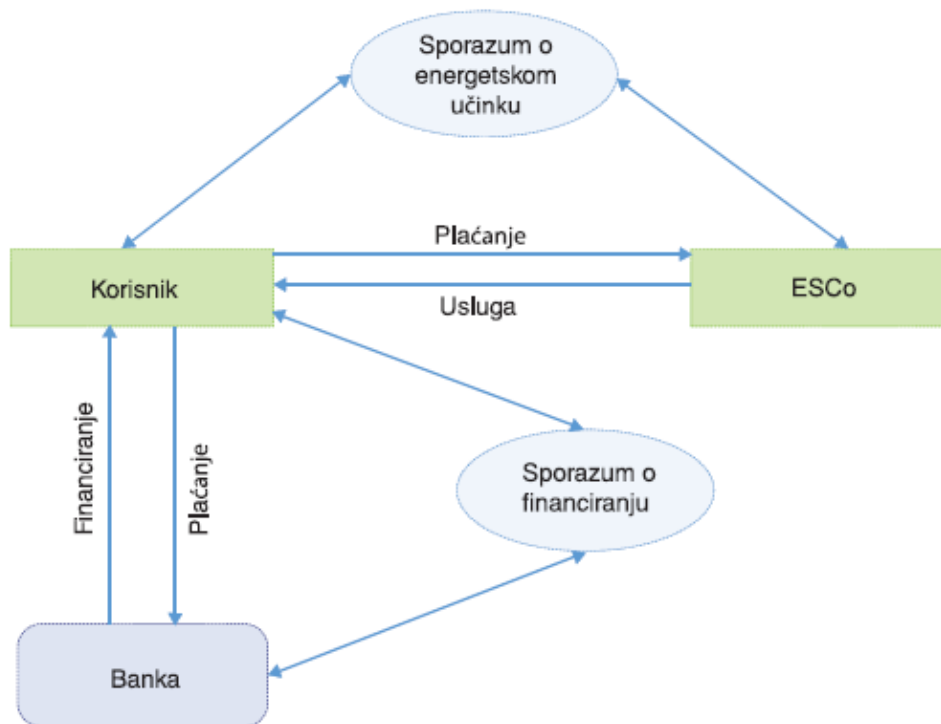 Sporazum o
energetskom
učinku
Plaćanje
Korisnik
ESCo
Usluga
Financiranje
Plaćanje
Sporazum o
financiranju
Banka